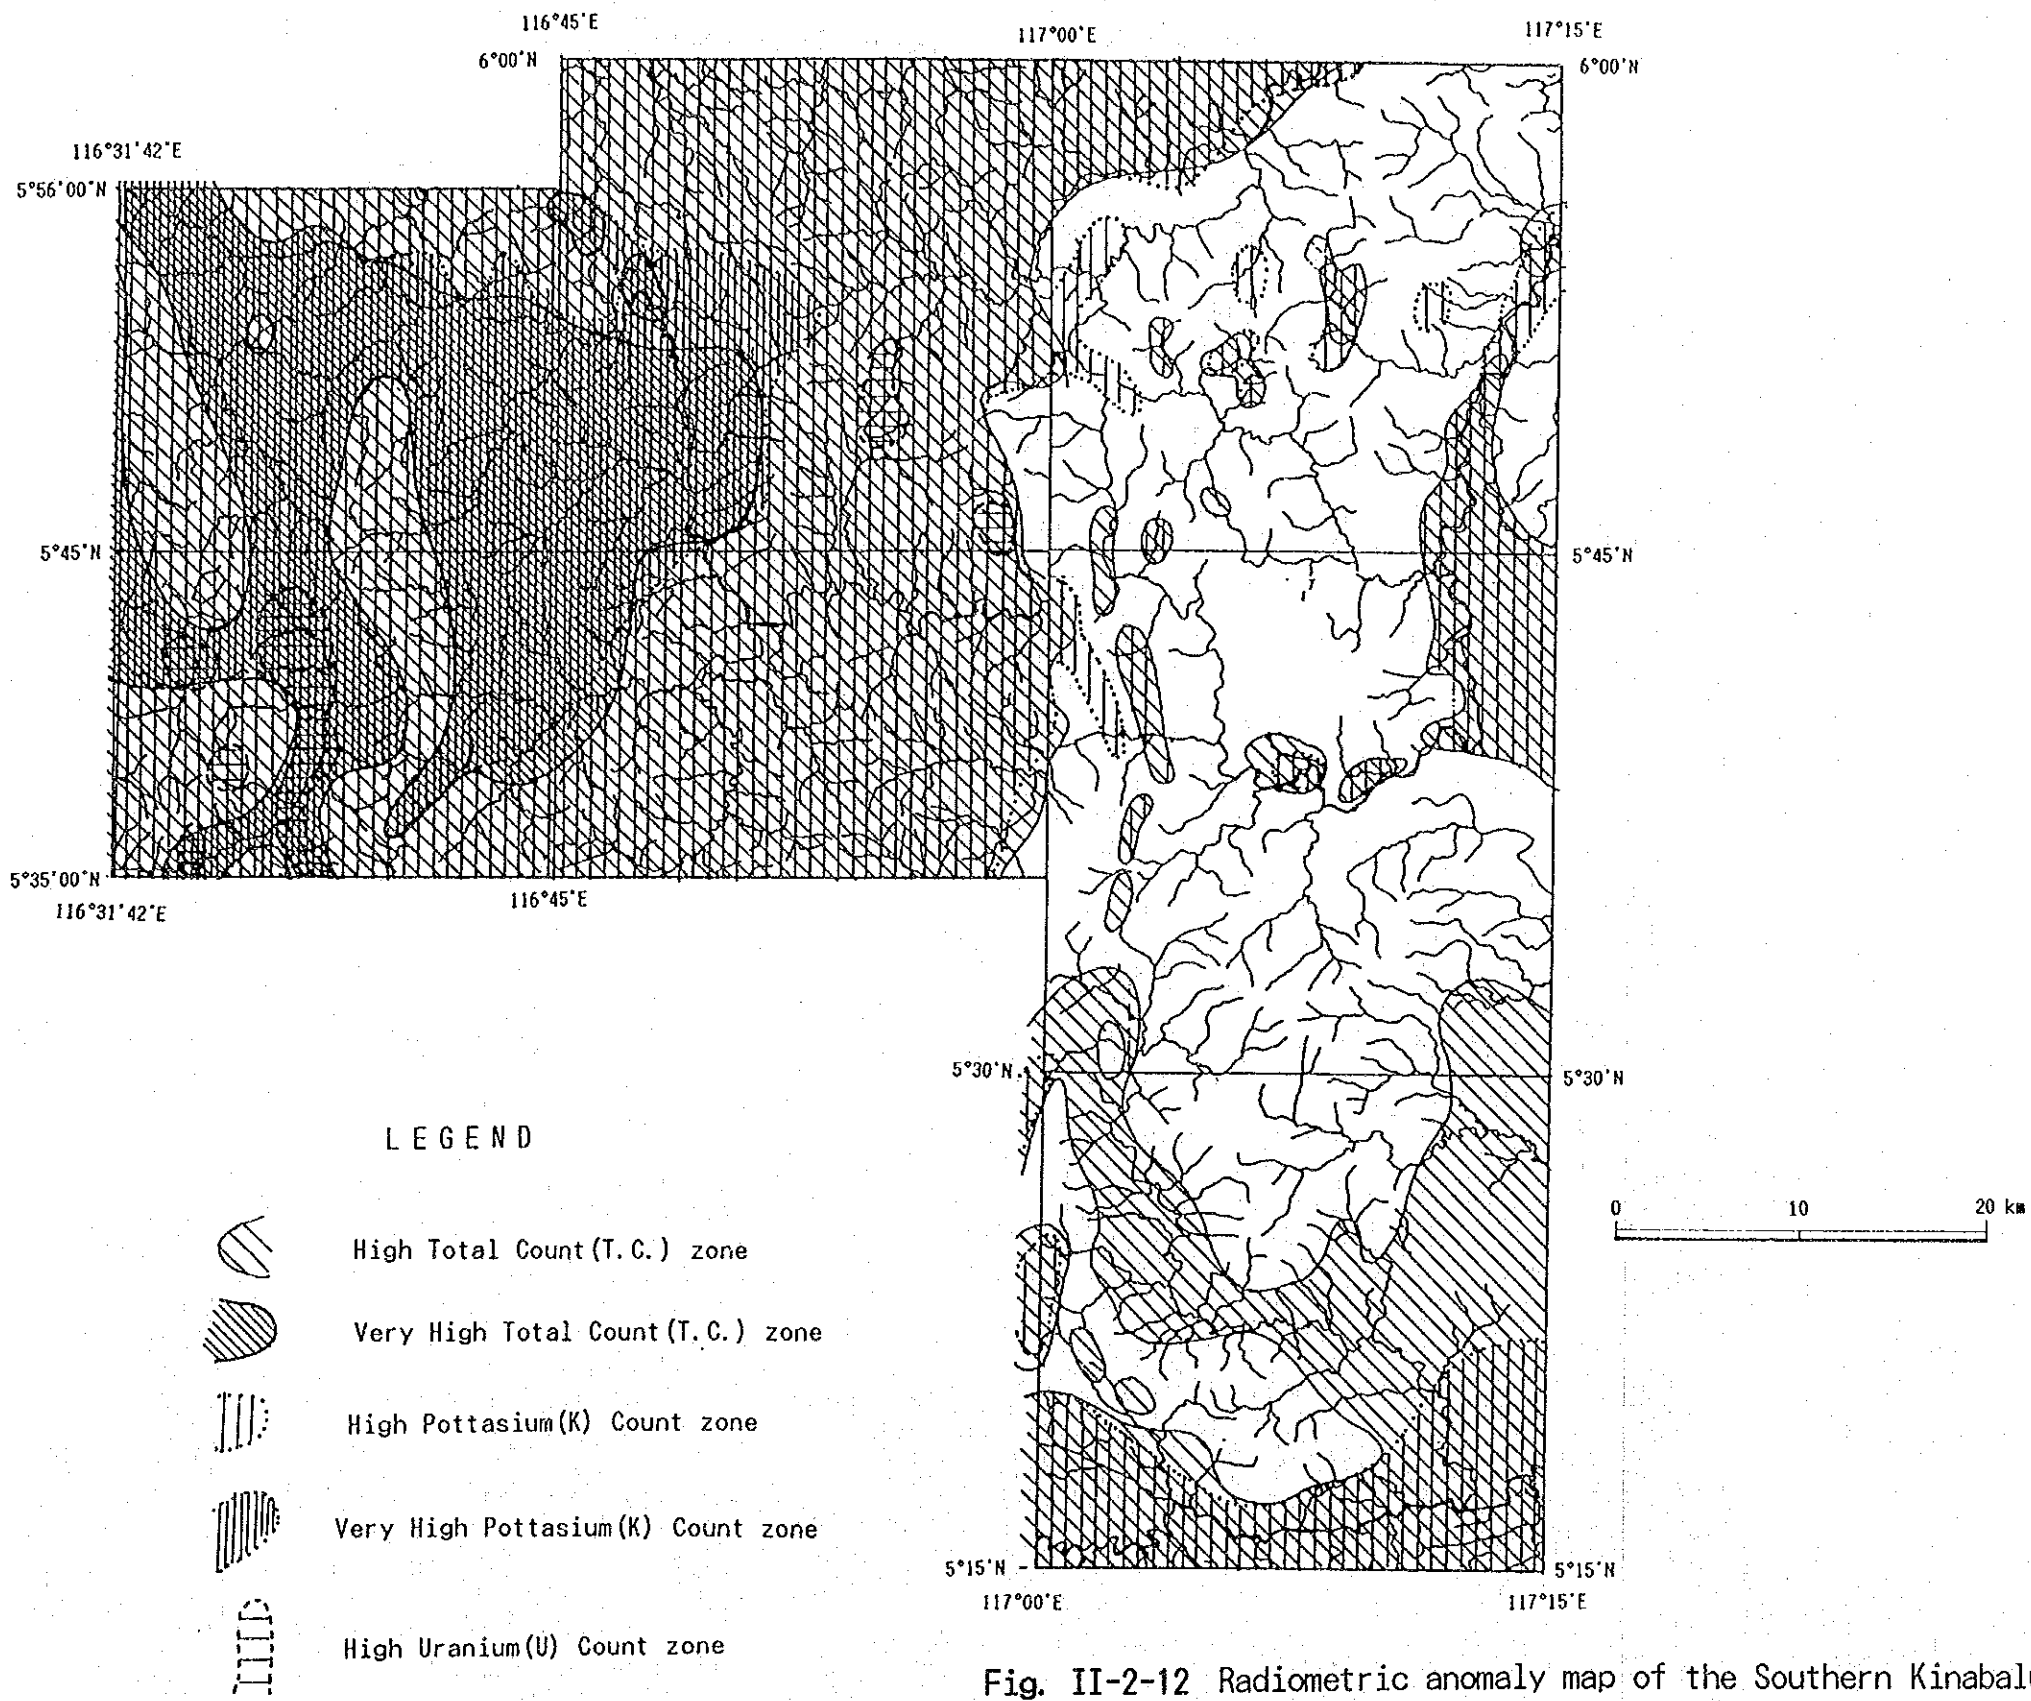 116°45'E
117°00'E
117°15'E
6°00'N
6°00'N
116°31'42"E
5°56'00"N
5°45'N
5°45'N
5°35'00"N
116°31'42"E
116°45'E
5°30'N
5°30'N
LEGEND
High Total Count(T.C.) zone
Very High Total Count(T.C.) zone
High Pottasium(K) Count zone
Very High Pottasium(K) Count zone
High Uranium(U) Count zone
0 10 20 km
5°15'N
5°15'N
117°00'E
117°15'E
Fig. II-2-12 Radiometric anomaly map of the Southern Kinabalu